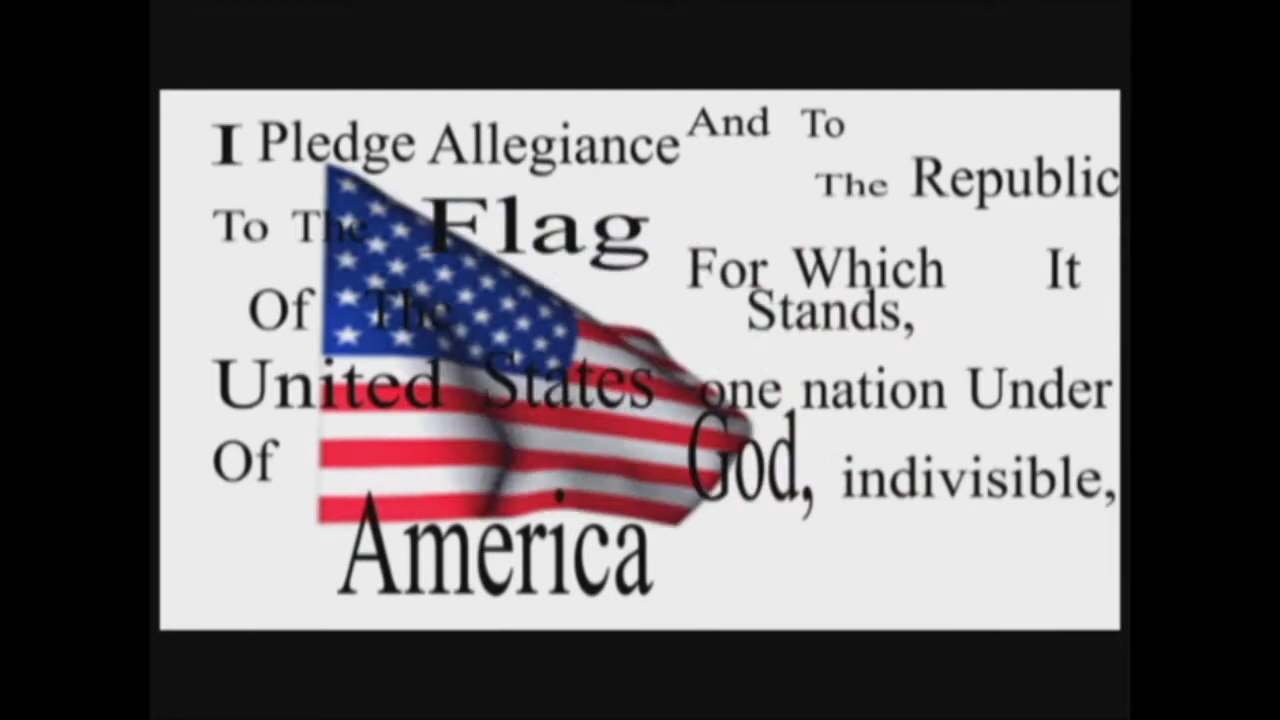 I Pledge Allegiance
To The Flag
Of The
United States
Of
America
And To
The Republic
For Which It
Stands,
one nation Under
God, indivisible,